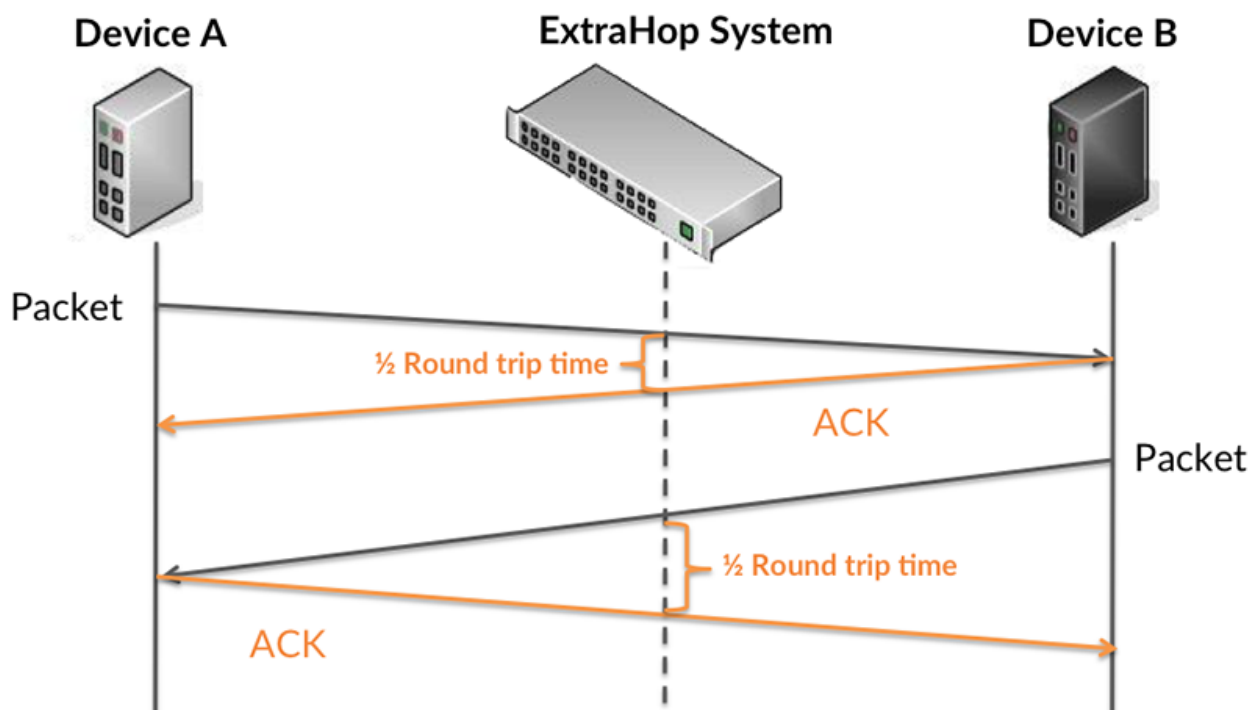 Device A
ExtraHop System
Device B
Packet
½ Round trip time
ACK
Packet
½ Round trip time
ACK